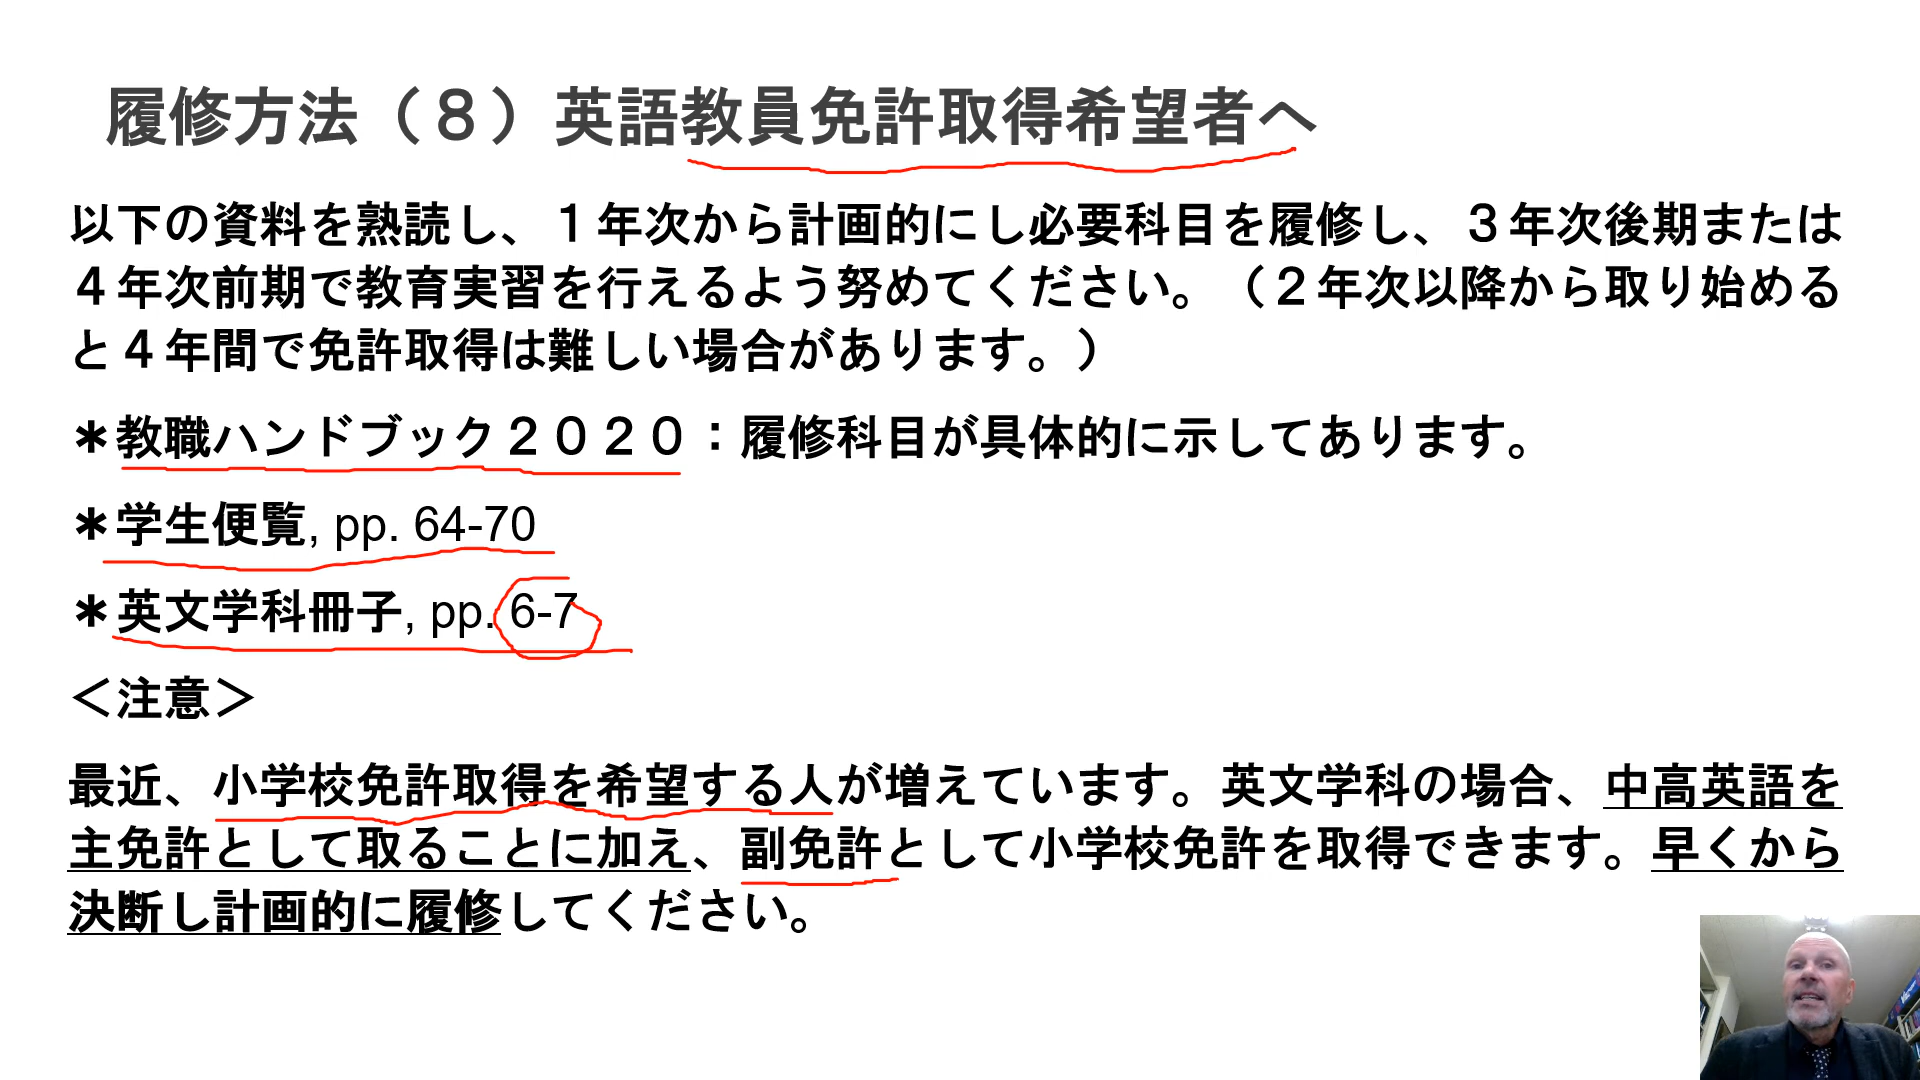 履修方法（８）英語教員免許取得希望者へ
以下の資料を熟読し、１年次から計画的にし必要科目を履修し、３年次後期または
４年次前期で教育実習を行えるよう努めてください。（２年次以降から取り始める
と４年間で免許取得は難しい場合があります。）
＊教職ハンドブック２０２０：履修科目が具体的に示してあります。
＊学生便覧, pp. 64-70
＊英文学科冊子, pp. 6-7
＜注意＞
最近、小学校免許取得を希望する人が増えています。英文学科の場合、中高英語を
主免許として取ることに加え、副免許として小学校免許を取得できます。早くから
決断し計画的に履修してください。